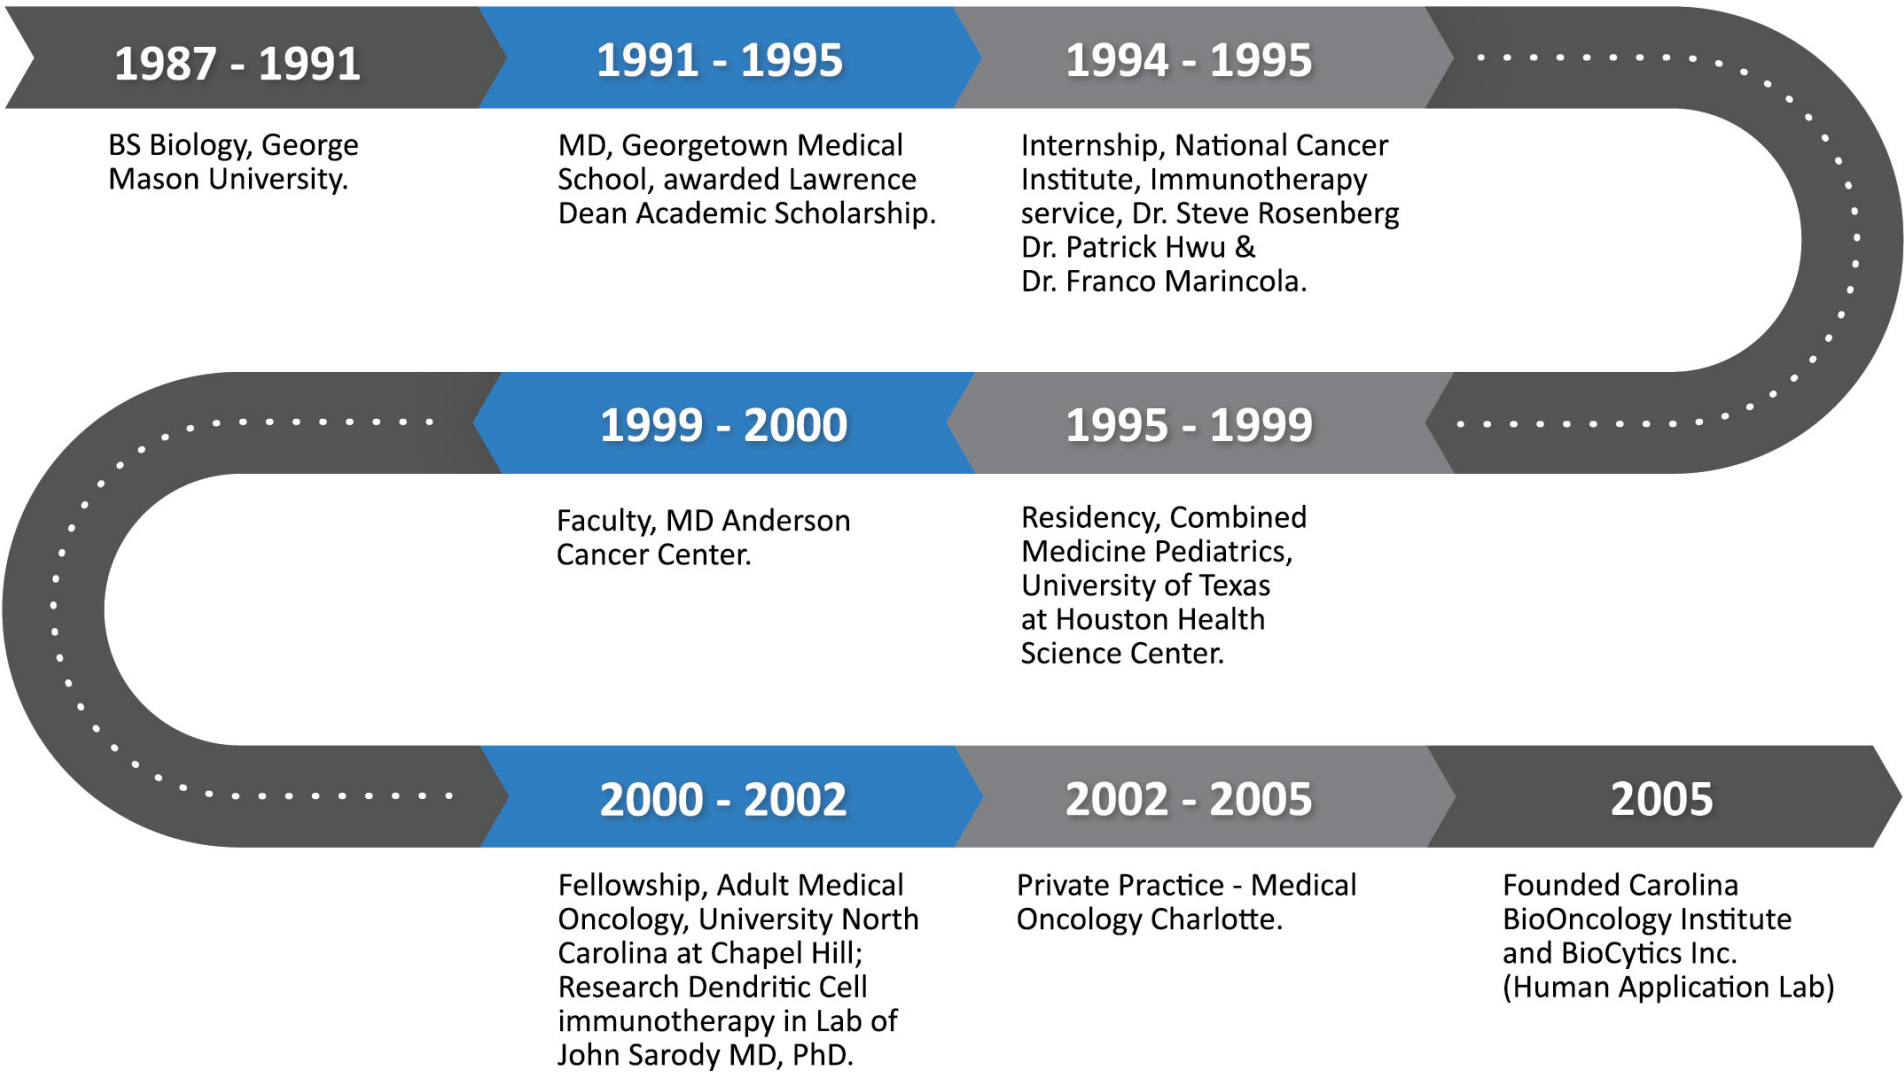 1987 - 1991
BS Biology, George
Mason University.
1991 - 1995
MD, Georgetown Medical
School, awarded Lawrence
Dean Academic Scholarship.
1994 - 1995
Internship, National Cancer
Institute, Immunotherapy
service, Dr. Steve Rosenberg
Dr. Patrick Hwu &
Dr. Franco Marincola.
1995 - 1999
Residency, Combined
Medicine Pediatrics,
University of Texas
at Houston Health
Science Center.
1999 - 2000
Faculty, MD Anderson
Cancer Center.
2000 - 2002
Fellowship, Adult Medical
Oncology, University North
Carolina at Chapel Hill;
Research Dendritic Cell
immunotherapy in Lab of
John Sarody MD, PhD.
2002 - 2005
Private Practice - Medical
Oncology Charlotte.
2005
Founded Carolina
BioOncology Institute
and BioCytics Inc.
(Human Application Lab)